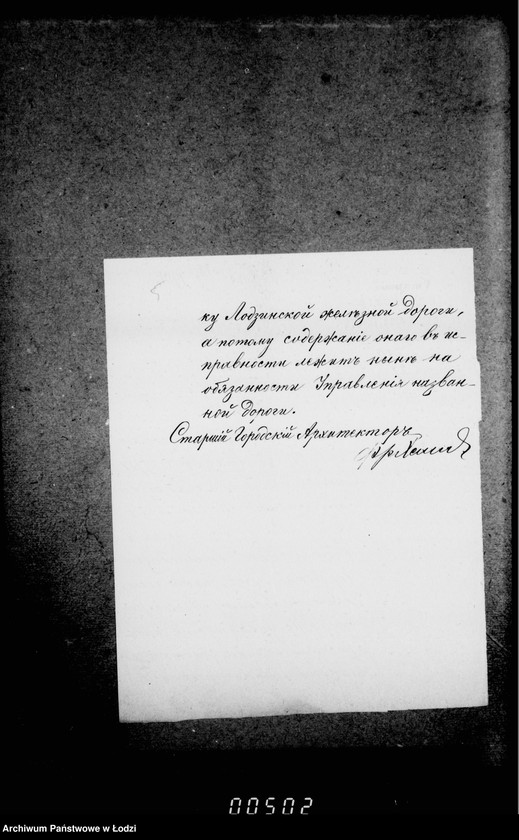 ку Лодзинской желѣзной дороги,
а потому содержаніе онаго въ ис-
правности лежитъ нынѣ на
обязанности Управленія назван-
ной дороги.
Старшій Городскій Архитекторъ
00502
Archiwum Państwowe w Łodzi